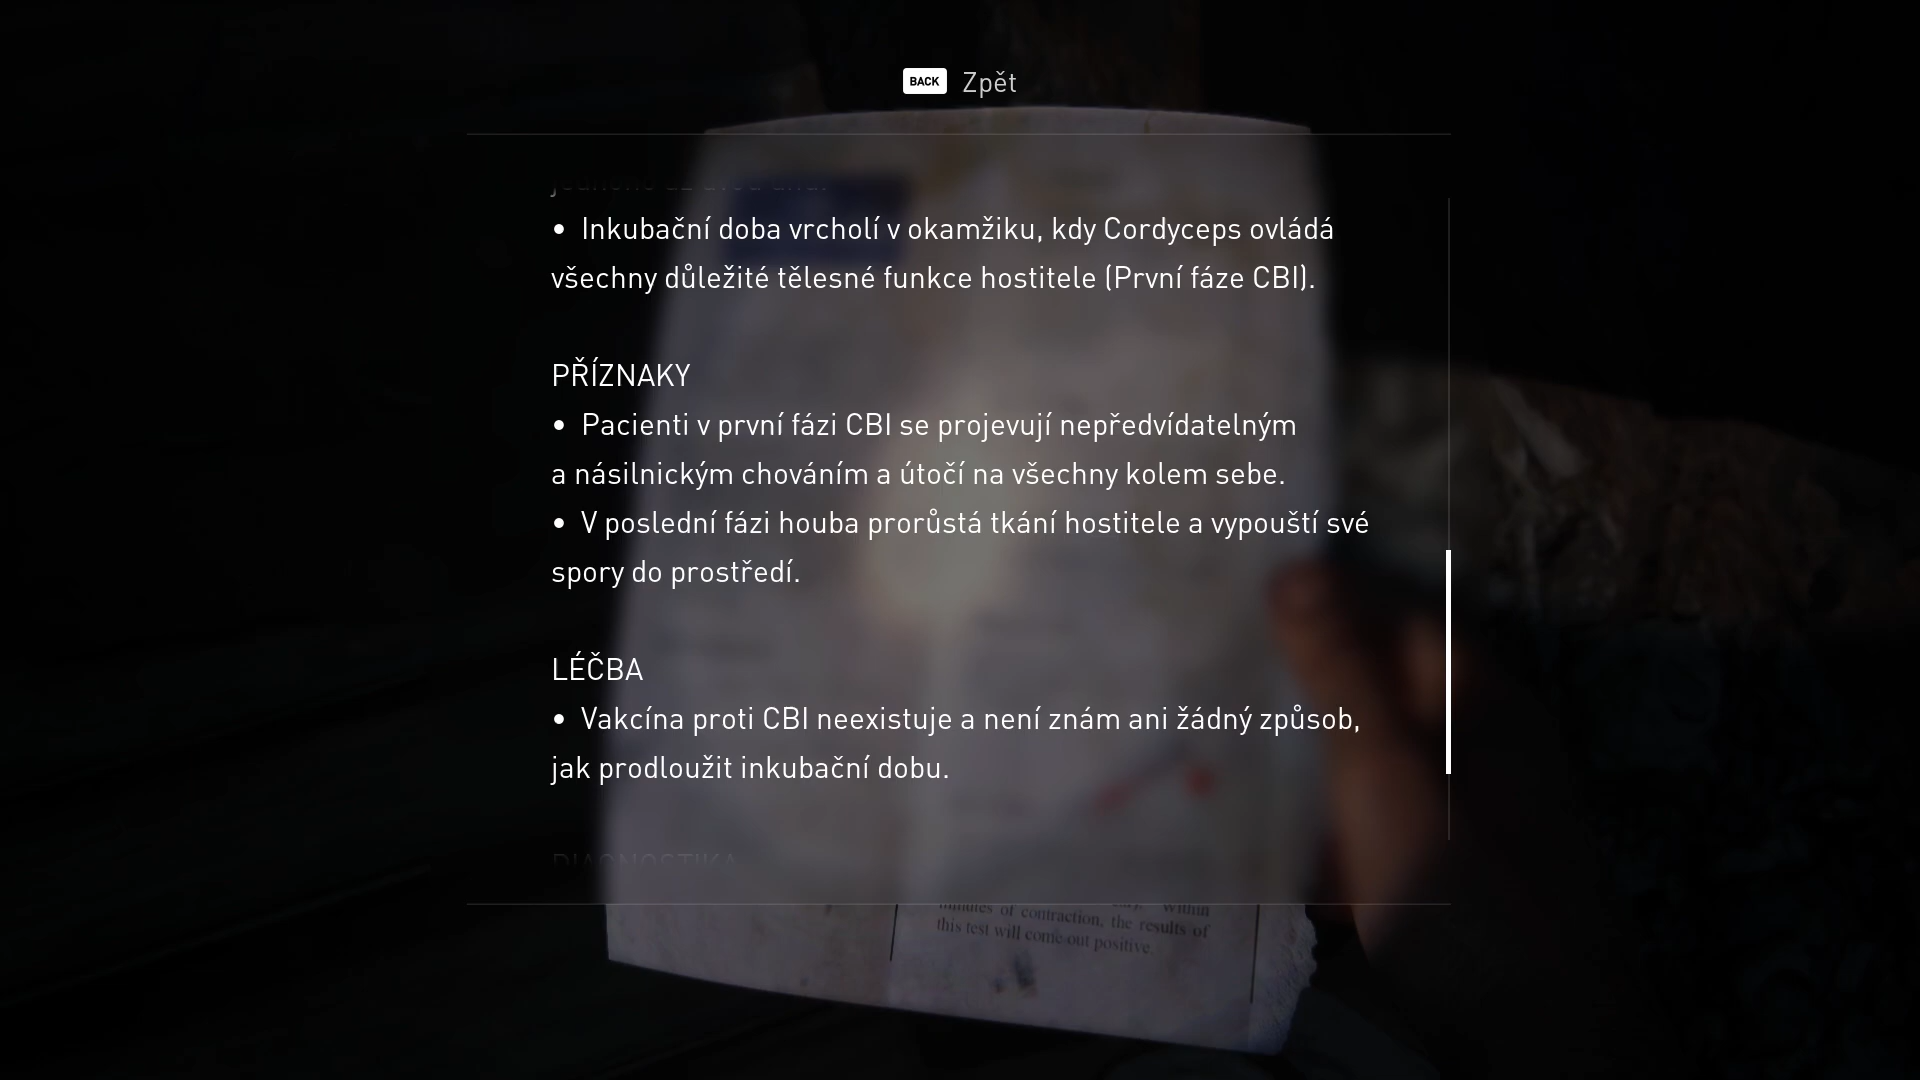 BACK Zpět
• Inkubační doba vrcholí v okamžiku, kdy Cordyceps ovládá
všechny důležité tělesné funkce hostitele (První fáze CBI).
PŘÍZNAKY
• Pacienti v první fázi CBI se projevují nepředvídatelným
a násilnickým chováním a útočí na všechny kolem sebe.
• V poslední fázi houba prorůstá tkání hostitele a vypouští své
spory do prostředí.
LÉČBA
• Vakcína proti CBI neexistuje a není znám ani žádný způsob,
jak prodloužit inkubační dobu.
DIAGNOSTIKA
minutes of contraction, the results of
this test will come out positive.